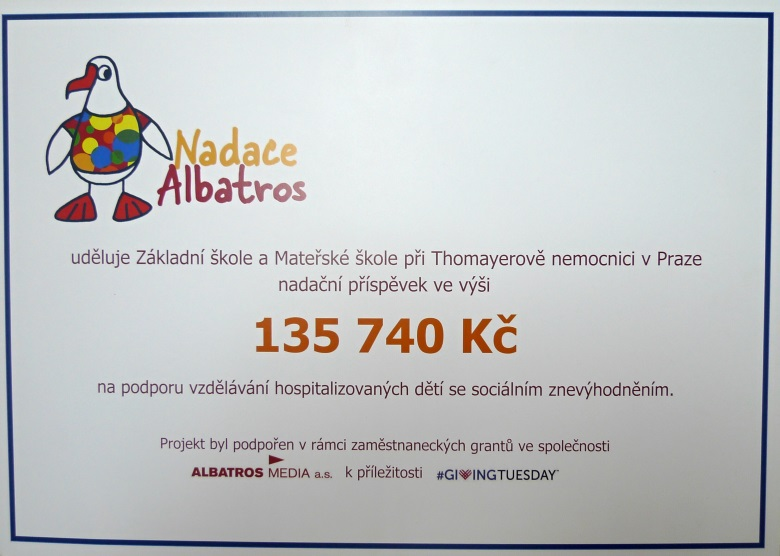 Nadace
Albatros
uděluje Základní škole a Mateřské škole při Thomayerově nemocnici v Praze
nadační příspěvek ve výši
135 740 Kč
na podporu vzdělávání hospitalizovaných dětí se sociálním znevýhodněním.
Projekt byl podpořen v rámci zaměstnaneckých grantů ve společnosti
ALBATROS MEDIA a.s. k příležitosti #GIVINGTUESDAY™